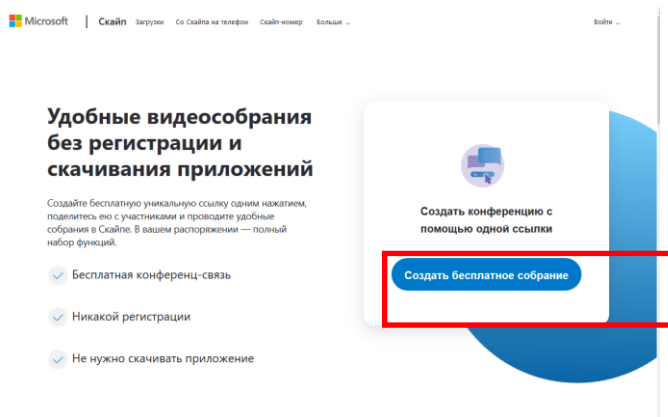 Microsoft | Скайп Загрузки Со Скайпа на телефон Скайп-номер Больше Войти
Удобные видеособрания
без регистрации и
скачивания приложений
Создайте бесплатную уникальную ссылку одним нажатием,
поделитесь ею с участниками и проводите удобные
собрания в Скайпе. В вашем распоряжении — полный
набор функций.
Бесплатная конференц-связь
Никакой регистрации
Не нужно скачивать приложение
Создать конференцию с
помощью одной ссылки
Создать бесплатное собрание